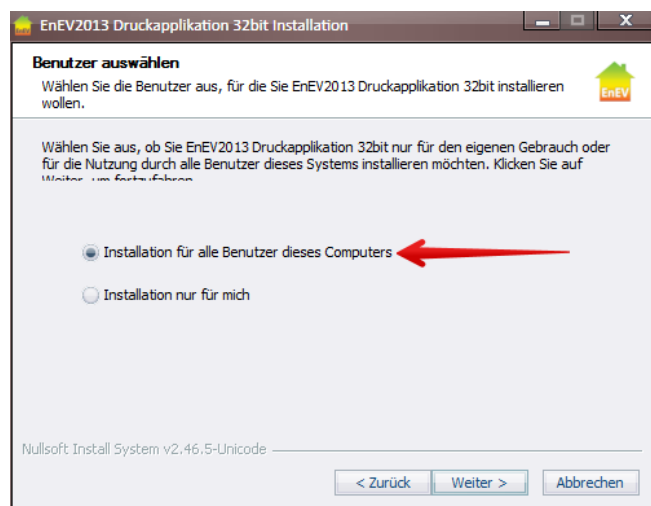 EnEV2013 Druckapplikation 32bit Installation
Benutzer auswählen
Wählen Sie die Benutzer aus, für die Sie EnEV2013 Druckapplikation 32bit installieren
wollen.
EnEV
Wählen Sie aus, ob Sie EnEV2013 Druckapplikation 32bit nur für den eigenen Gebrauch oder
für die Nutzung durch alle Benutzer dieses Systems installieren möchten. Klicken Sie auf
Weiter, um fortzufahren.
Installation für alle Benutzer dieses Computers
Installation nur für mich
Nullsoft Install System v2.46.5-Unicode
< Zurück Weiter > Abbrechen